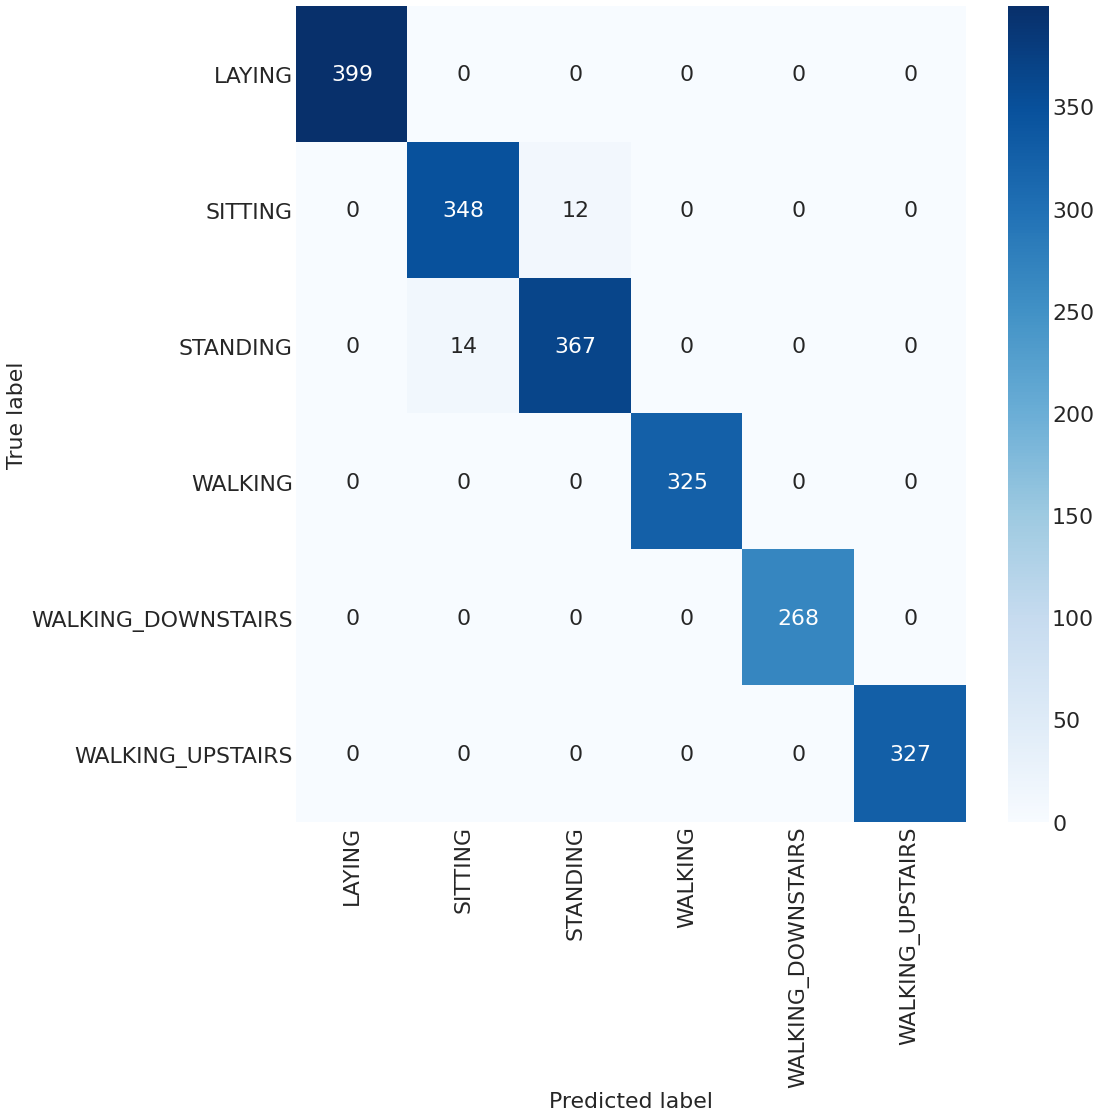 LAYING 399 0 0 0 0 0
SITTING 0 348 12 0 0 0
STANDING 0 14 367 0 0 0
WALKING 0 0 0 325 0 0
WALKING_DOWNSTAIRS 0 0 0 0 268 0
WALKING_UPSTAIRS 0 0 0 0 0 327
True label
LAYING
SITTING
STANDING
WALKING
WALKING_DOWNSTAIRS
WALKING_UPSTAIRS
Predicted label
350
300
250
200
150
100
50
0